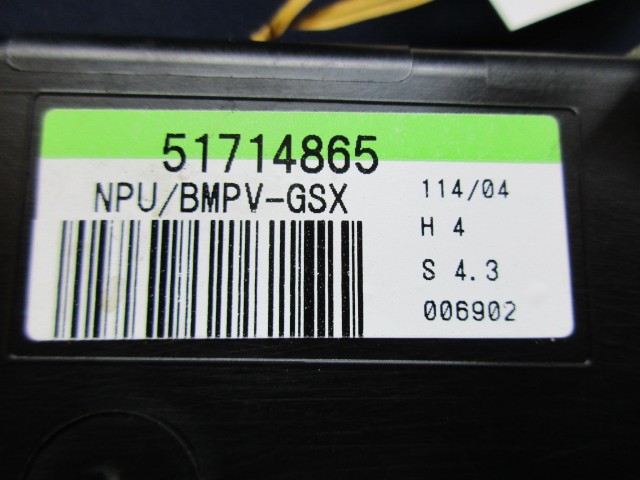 51714865
NPU/BMPV-GSX
114/04
H 4
S 4.3
006902